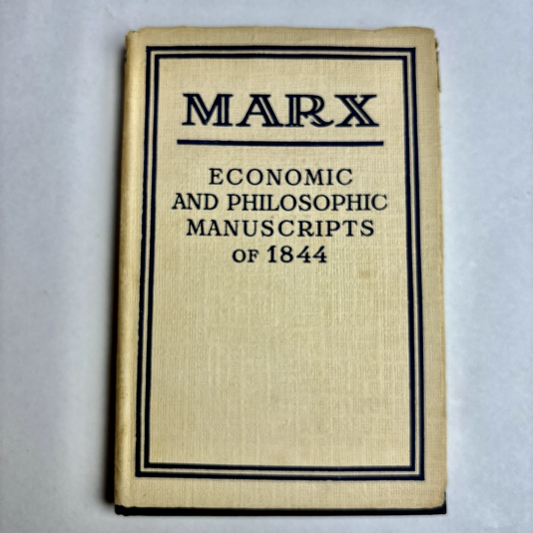 MARX
ECONOMIC
AND PHILOSOPHIC
MANUSCRIPTS
OF 1844